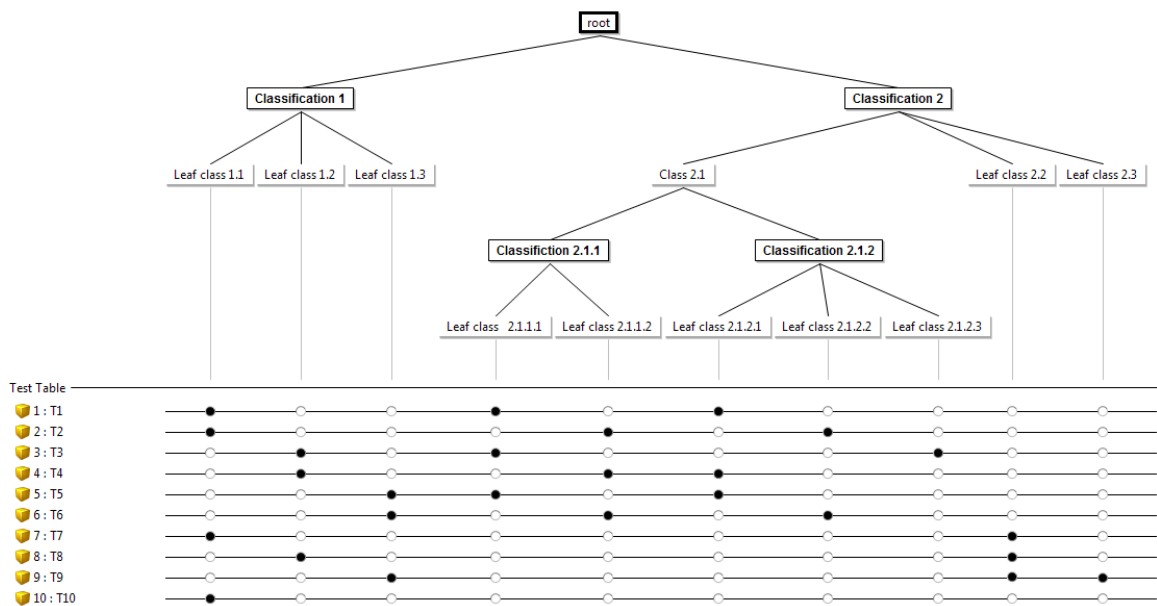 root
Classification 1
Classification 2
Leaf class 1.1
Leaf class 1.2
Leaf class 1.3
Class 2.1
Leaf class 2.2
Leaf class 2.3
Classifiction 2.1.1
Classification 2.1.2
Leaf class 2.1.1.1
Leaf class 2.1.1.2
Leaf class 2.1.2.1
Leaf class 2.1.2.2
Leaf class 2.1.2.3
Test Table
1 : T1
2 : T2
3 : T3
4 : T4
5 : T5
6 : T6
7 : T7
8 : T8
9 : T9
10 : T10